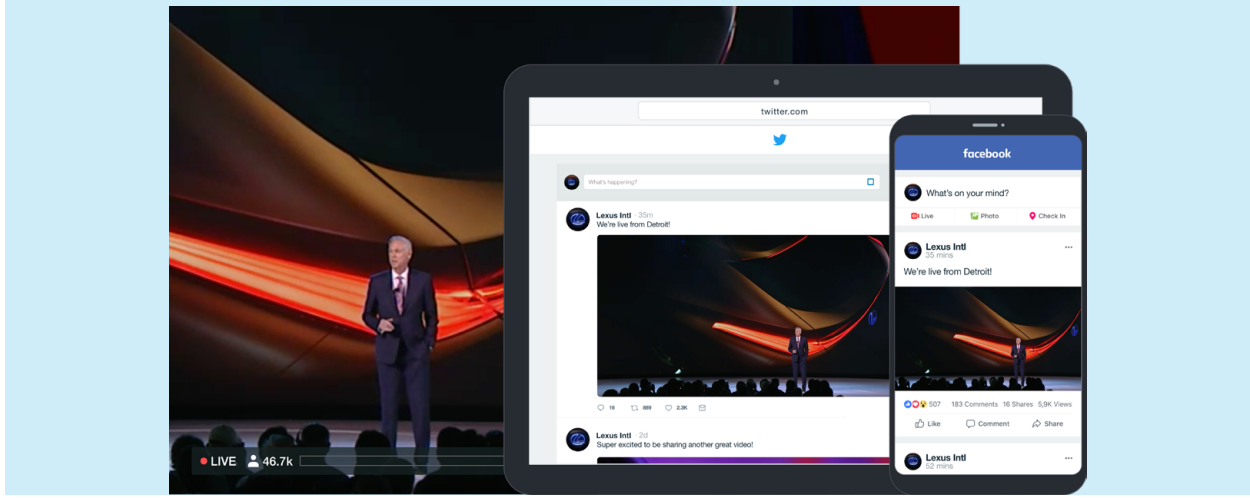 LIVE 46.7k
twitter.com
What's happening?
Lexus Intl · 35m
We're live from Detroit!
16 889 2.3K
Lexus Intl · 2d
Super excited to be sharing another great video!
facebook
What's on your mind?
Live Photo Check In
Lexus Intl
35 mins
We're live from Detroit!
507 183 Comments 16 Shares 5,9K Views
Like Comment Share
Lexus Intl
52 mins